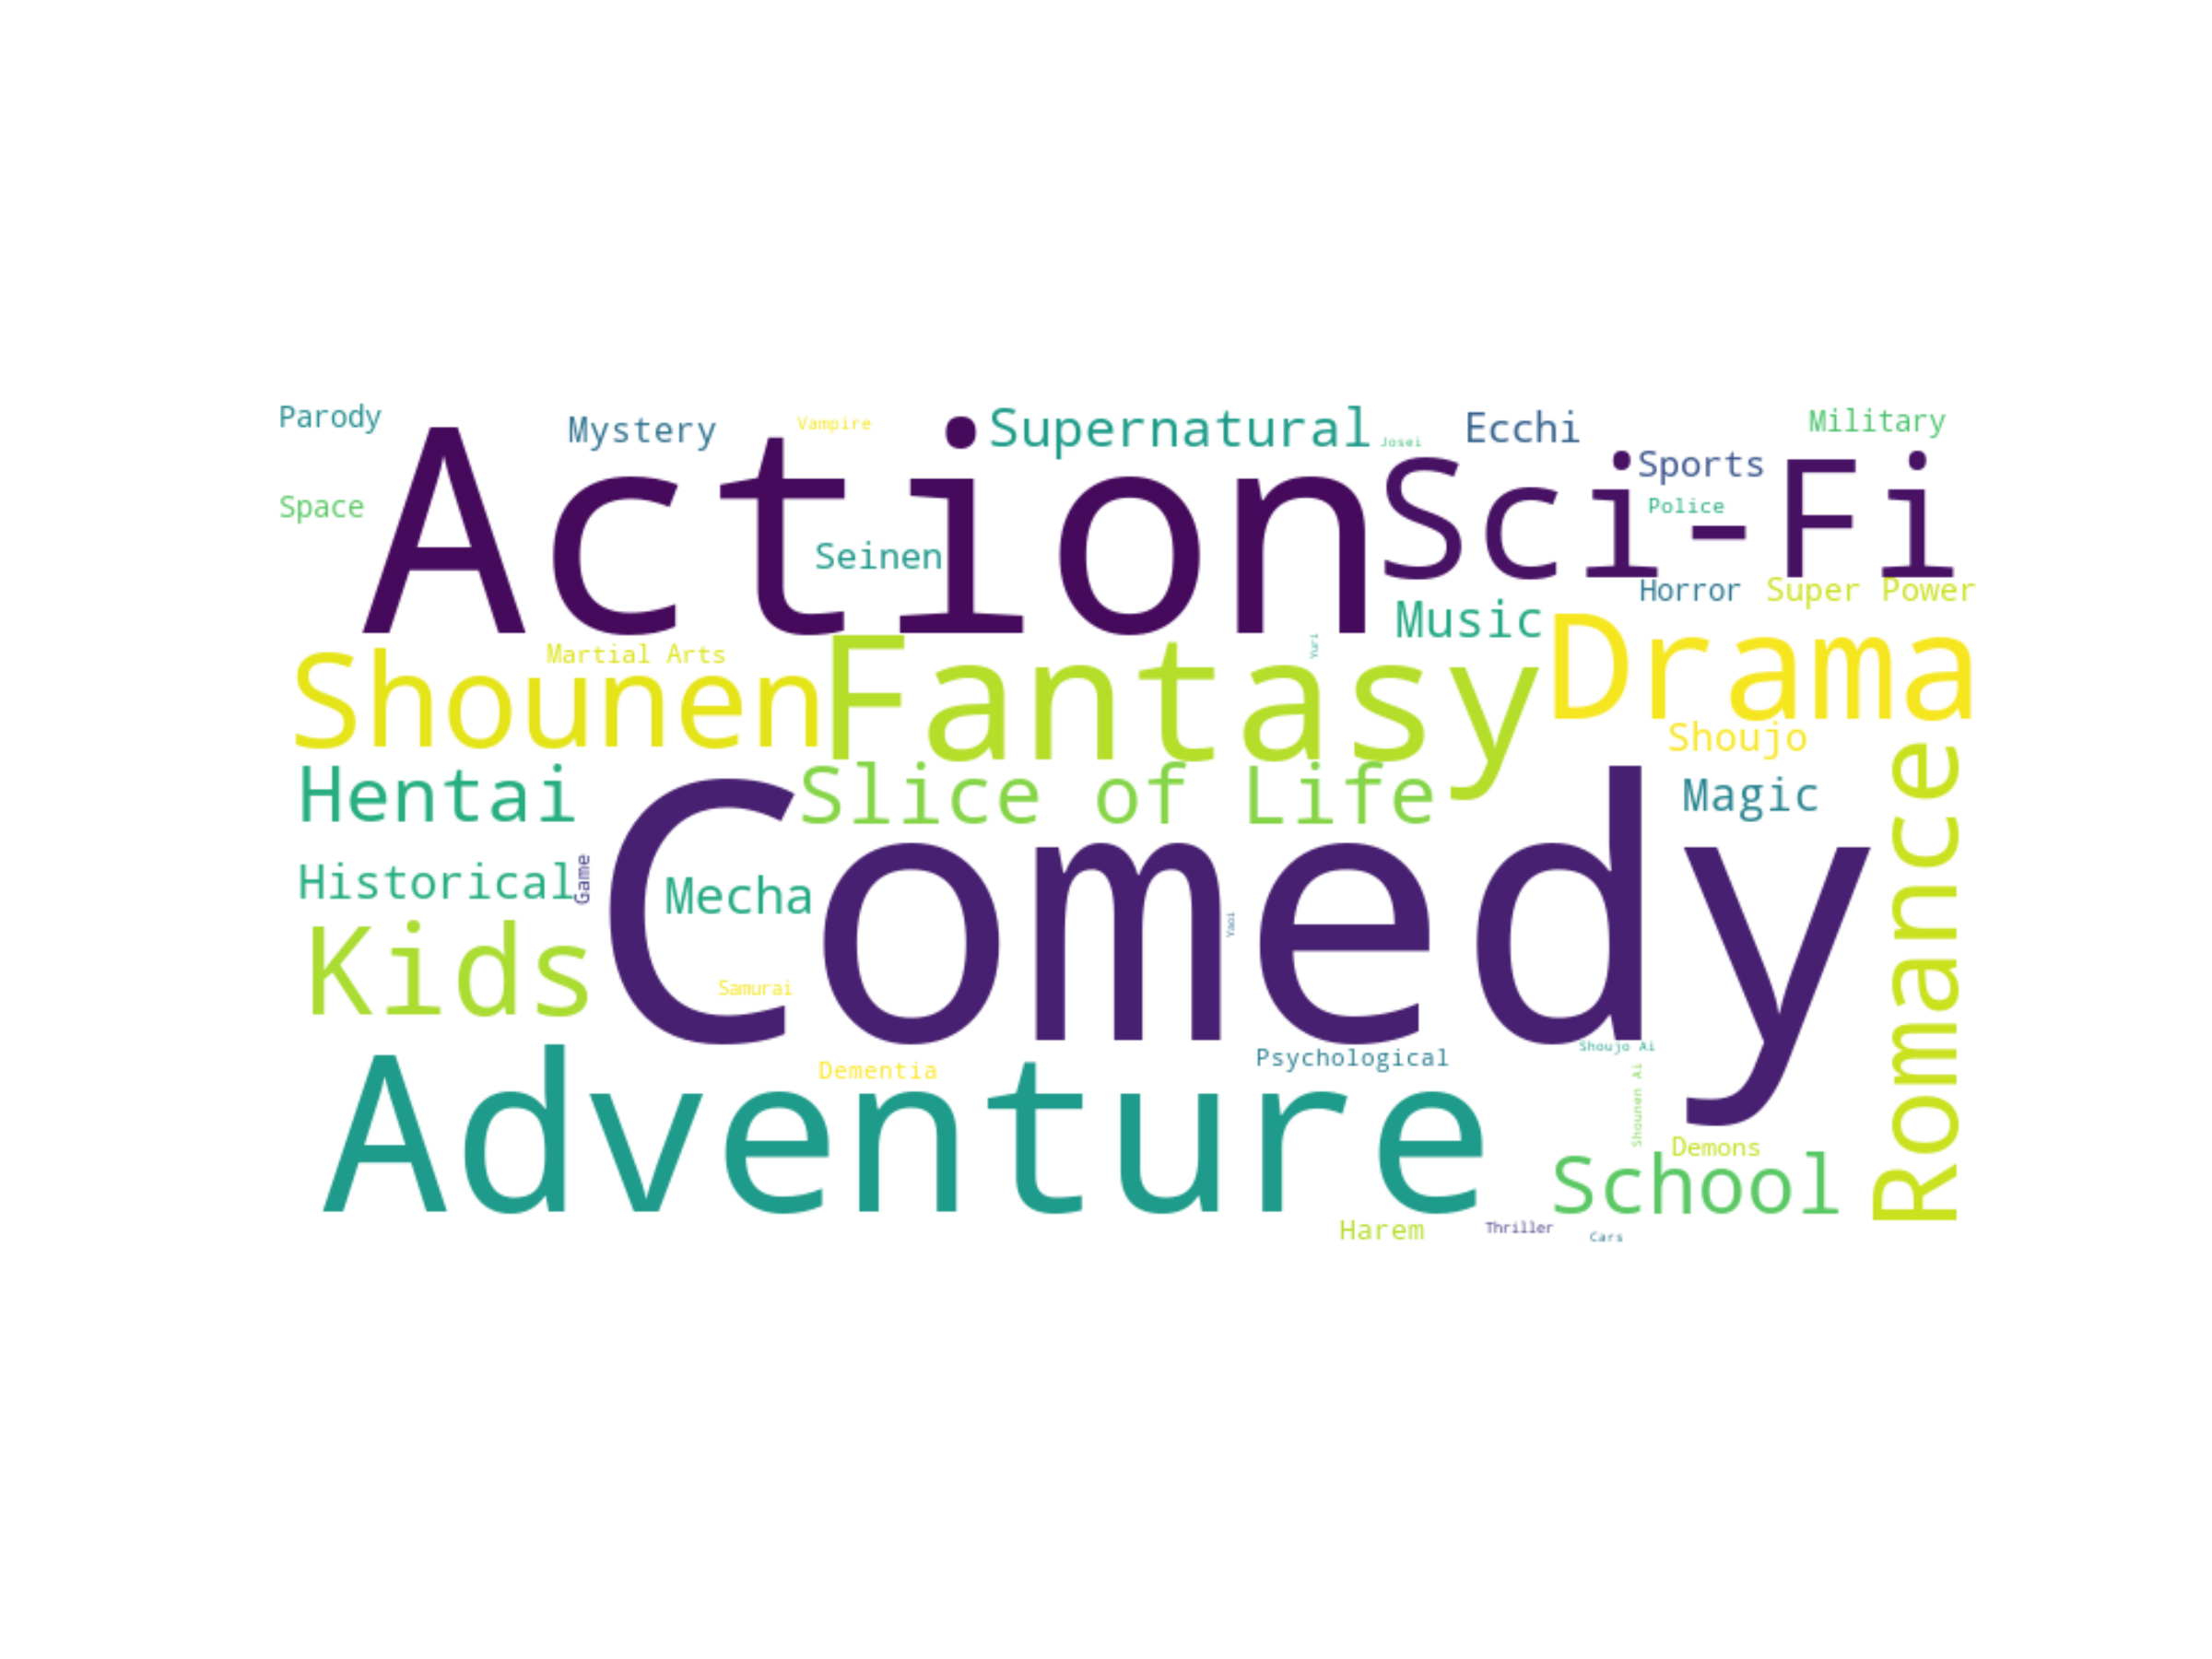 Parody
Mystery
Vampire
Supernatural
Josei
Ecchi
Military
Action
Sci-Fi
Sports
Space
Police
Seinen
Horror
Super Power
Music
Shounen
Martial Arts
Fantasy
Yuri
Drama
Shoujo
Hentai
Slice of Life
Magic
Romance
Historical
Game
Comedy
Mecha
Yaoi
Kids
Samurai
Adventure
Dementia
Psychological
Shoujo Ai
Shounen Ai
Demons
School
Harem
Thriller
Cars